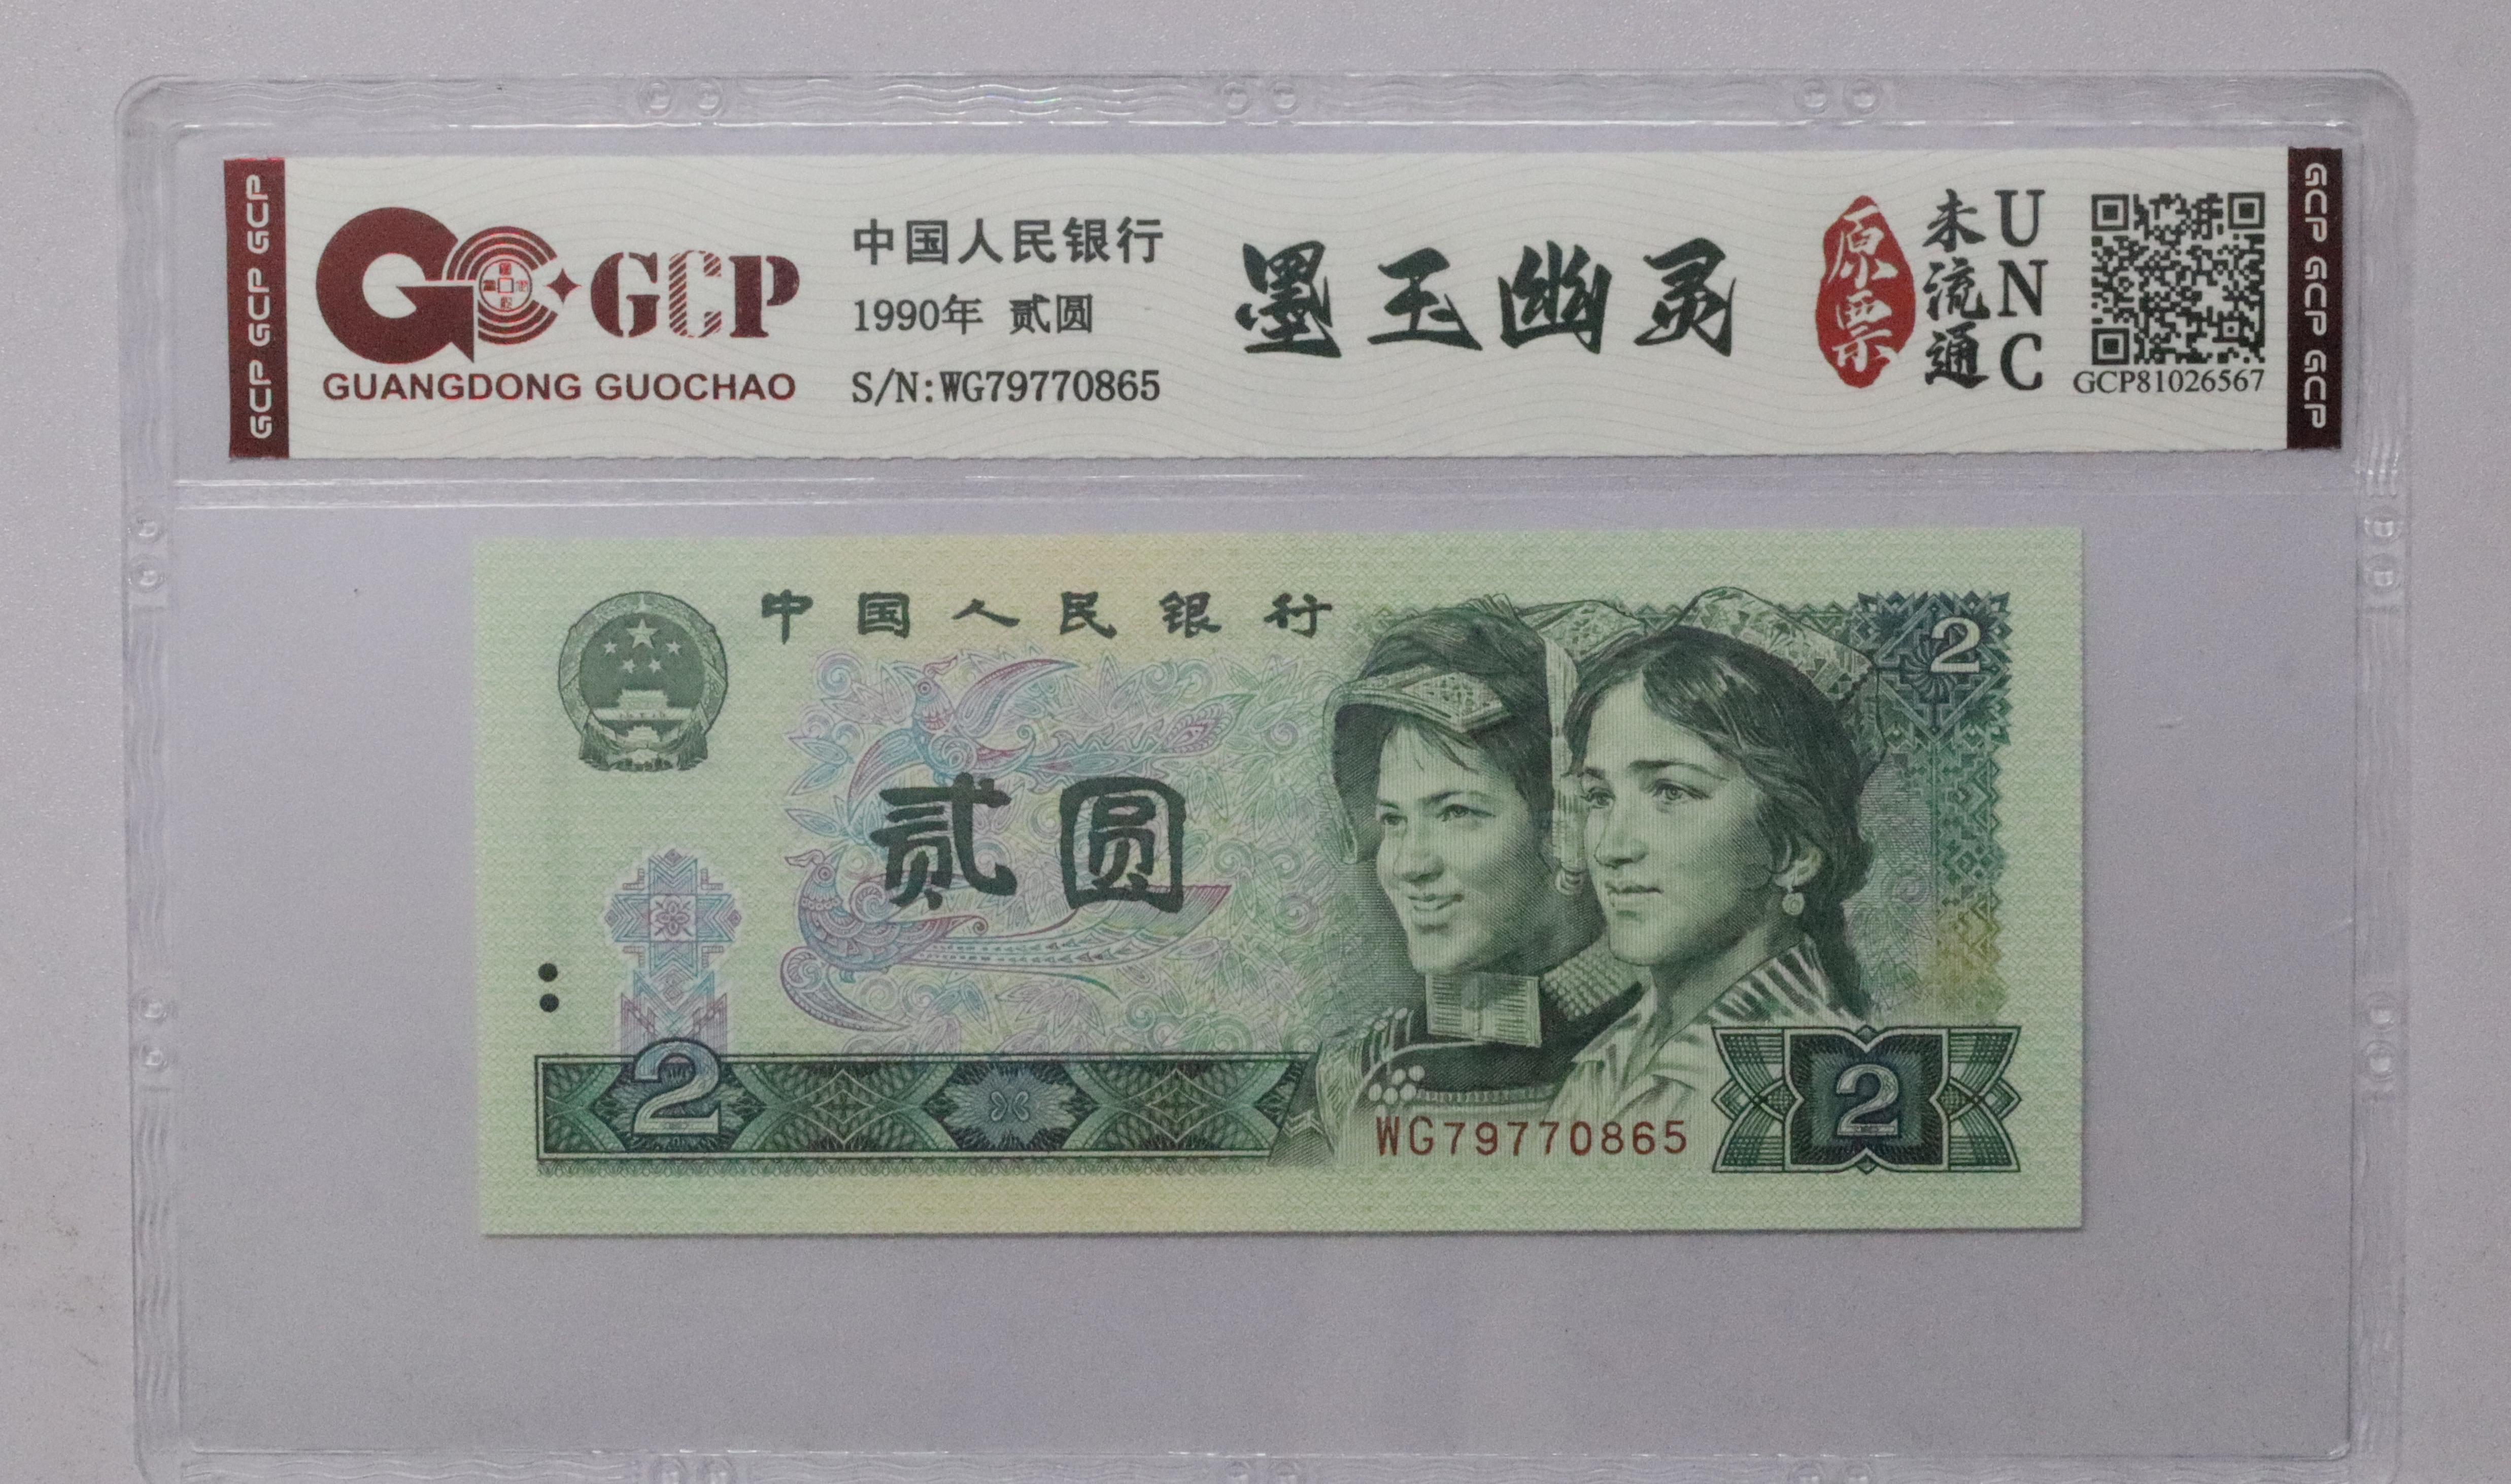 GCP GCP GCP
GCP
GUANGDONG GUOCHAO
中国人民银行
1990年 贰圆
S/N:WG79770865
墨玉幽灵
原票
未流通
UNC
GCP81026567
GCP GCP GCP
中国人民银行
2
贰圆
2
WG79770865
2